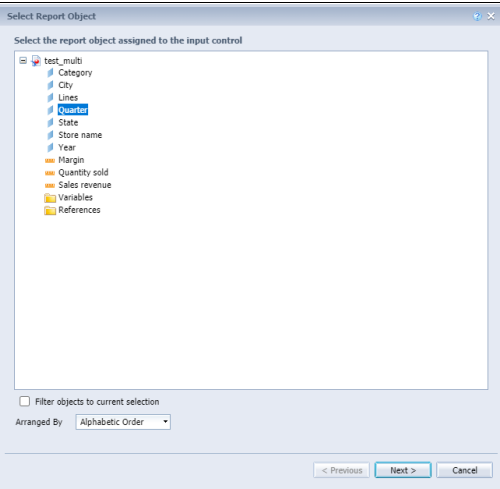 Select Report Object
Select the report object assigned to the input control
test_multi
Category
City
Lines
Quarter
State
Store name
Year
Margin
Quantity sold
Sales revenue
Variables
References
Filter objects to current selection
Arranged By Alphabetic Order
< Previous Next > Cancel